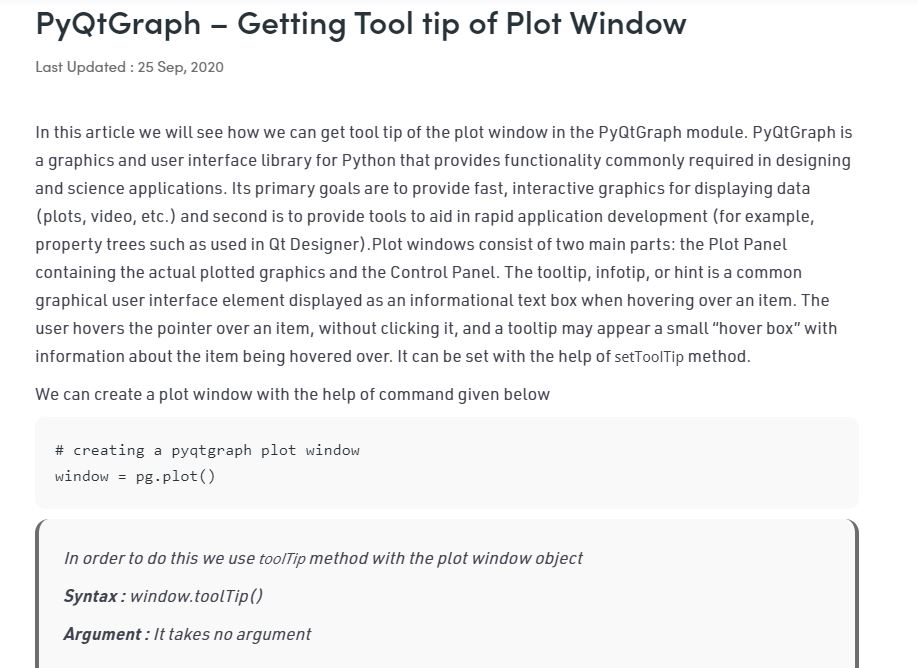 PyQtGraph – Getting Tool tip of Plot Window
Last Updated : 25 Sep, 2020
In this article we will see how we can get tool tip of the plot window in the PyQtGraph module. PyQtGraph is
a graphics and user interface library for Python that provides functionality commonly required in designing
and science applications. Its primary goals are to provide fast, interactive graphics for displaying data
(plots, video, etc.) and second is to provide tools to aid in rapid application development (for example,
property trees such as used in Qt Designer).Plot windows consist of two main parts: the Plot Panel
containing the actual plotted graphics and the Control Panel. The tooltip, infotip, or hint is a common
graphical user interface element displayed as an informational text box when hovering over an item. The
user hovers the pointer over an item, without clicking it, and a tooltip may appear a small “hover box” with
information about the item being hovered over. It can be set with the help of setToolTip method.
We can create a plot window with the help of command given below
# creating a pyqtgraph plot window
window = pg.plot()
In order to do this we use toolTip method with the plot window object
Syntax : window.toolTip()
Argument : It takes no argument